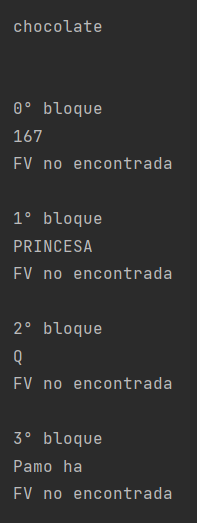 chocolate
0° bloque
167
FV no encontrada
1° bloque
PRINCESA
FV no encontrada
2° bloque
Q
FV no encontrada
3° bloque
Pamo ha
FV no encontrada